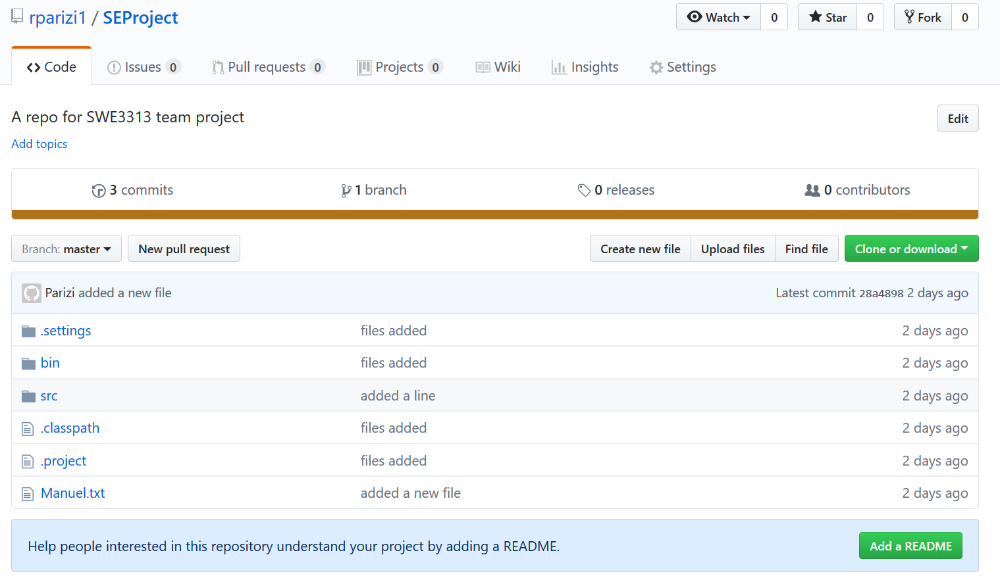 rparizi1 / SEProject
Watch 0 Star 0 Fork 0
Code Issues 0 Pull requests 0 Projects 0 Wiki Insights Settings
A repo for SWE3313 team project
Edit
Add topics
3 commits 1 branch 0 releases 0 contributors
Branch: master New pull request Create new file Upload files Find file Clone or download
Parizi added a new file Latest commit 28a4898 2 days ago
.settings files added 2 days ago
bin files added 2 days ago
src added a line 2 days ago
.classpath files added 2 days ago
.project files added 2 days ago
Manuel.txt added a new file 2 days ago
Help people interested in this repository understand your project by adding a README. Add a README